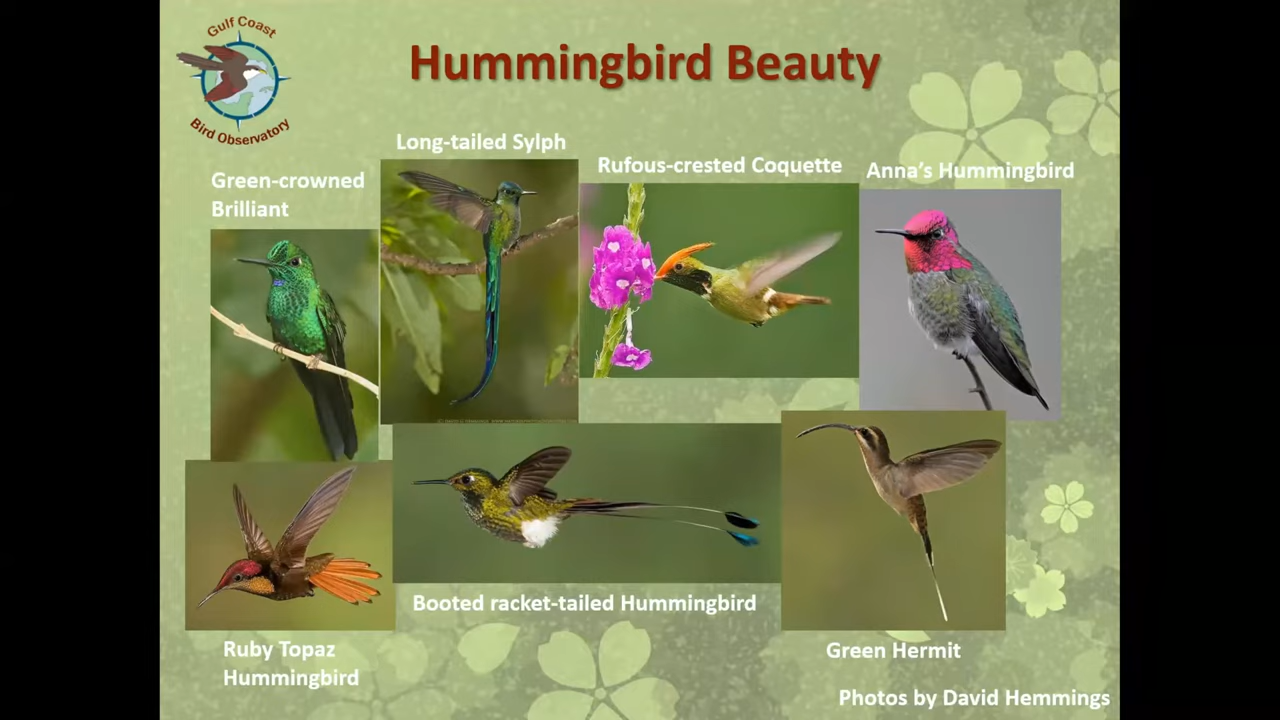 Gulf Coast
Bird Observatory
Hummingbird Beauty
Long-tailed Sylph
Rufous-crested Coquette
Anna's Hummingbird
Green-crowned
Brilliant
Booted racket-tailed Hummingbird
Ruby Topaz
Hummingbird
Green Hermit
Photos by David Hemmings